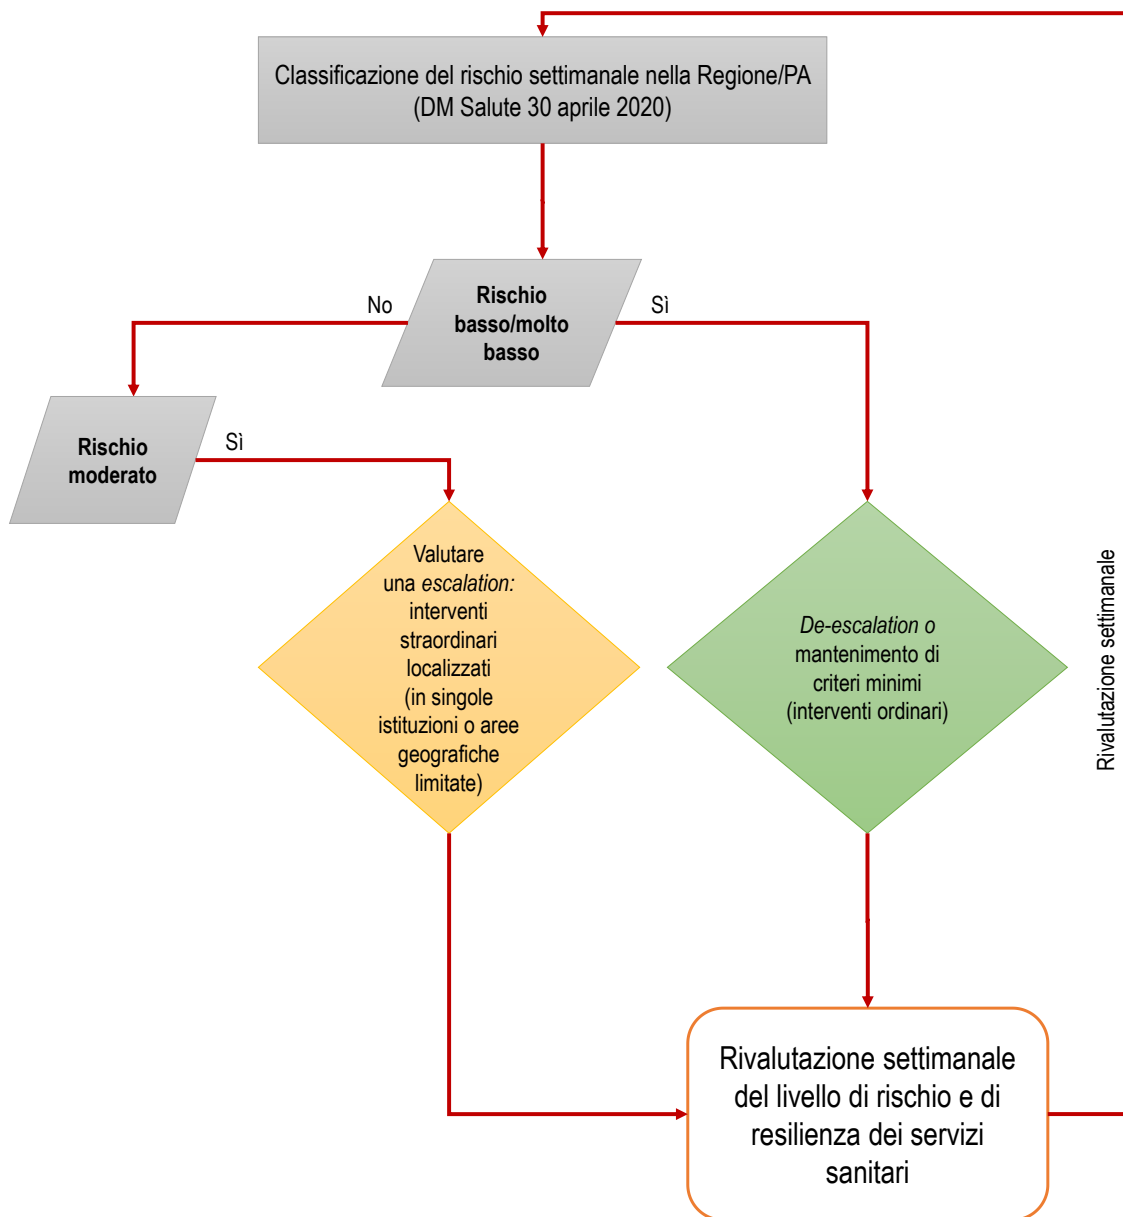 Classificazione del rischio settimanale nella Regione/PA
(DM Salute 30 aprile 2020)
No
Rischio
basso/molto
basso
Sì
Rischio
moderato
Sì
Valutare
una escalation:
interventi
straordinari
localizzati
(in singole
istituzioni o aree
geografiche
limitate)
De-escalation o
mantenimento di
criteri minimi
(interventi ordinari)
Rivalutazione settimanale
Rivalutazione settimanale
del livello di rischio e di
resilienza dei servizi
sanitari